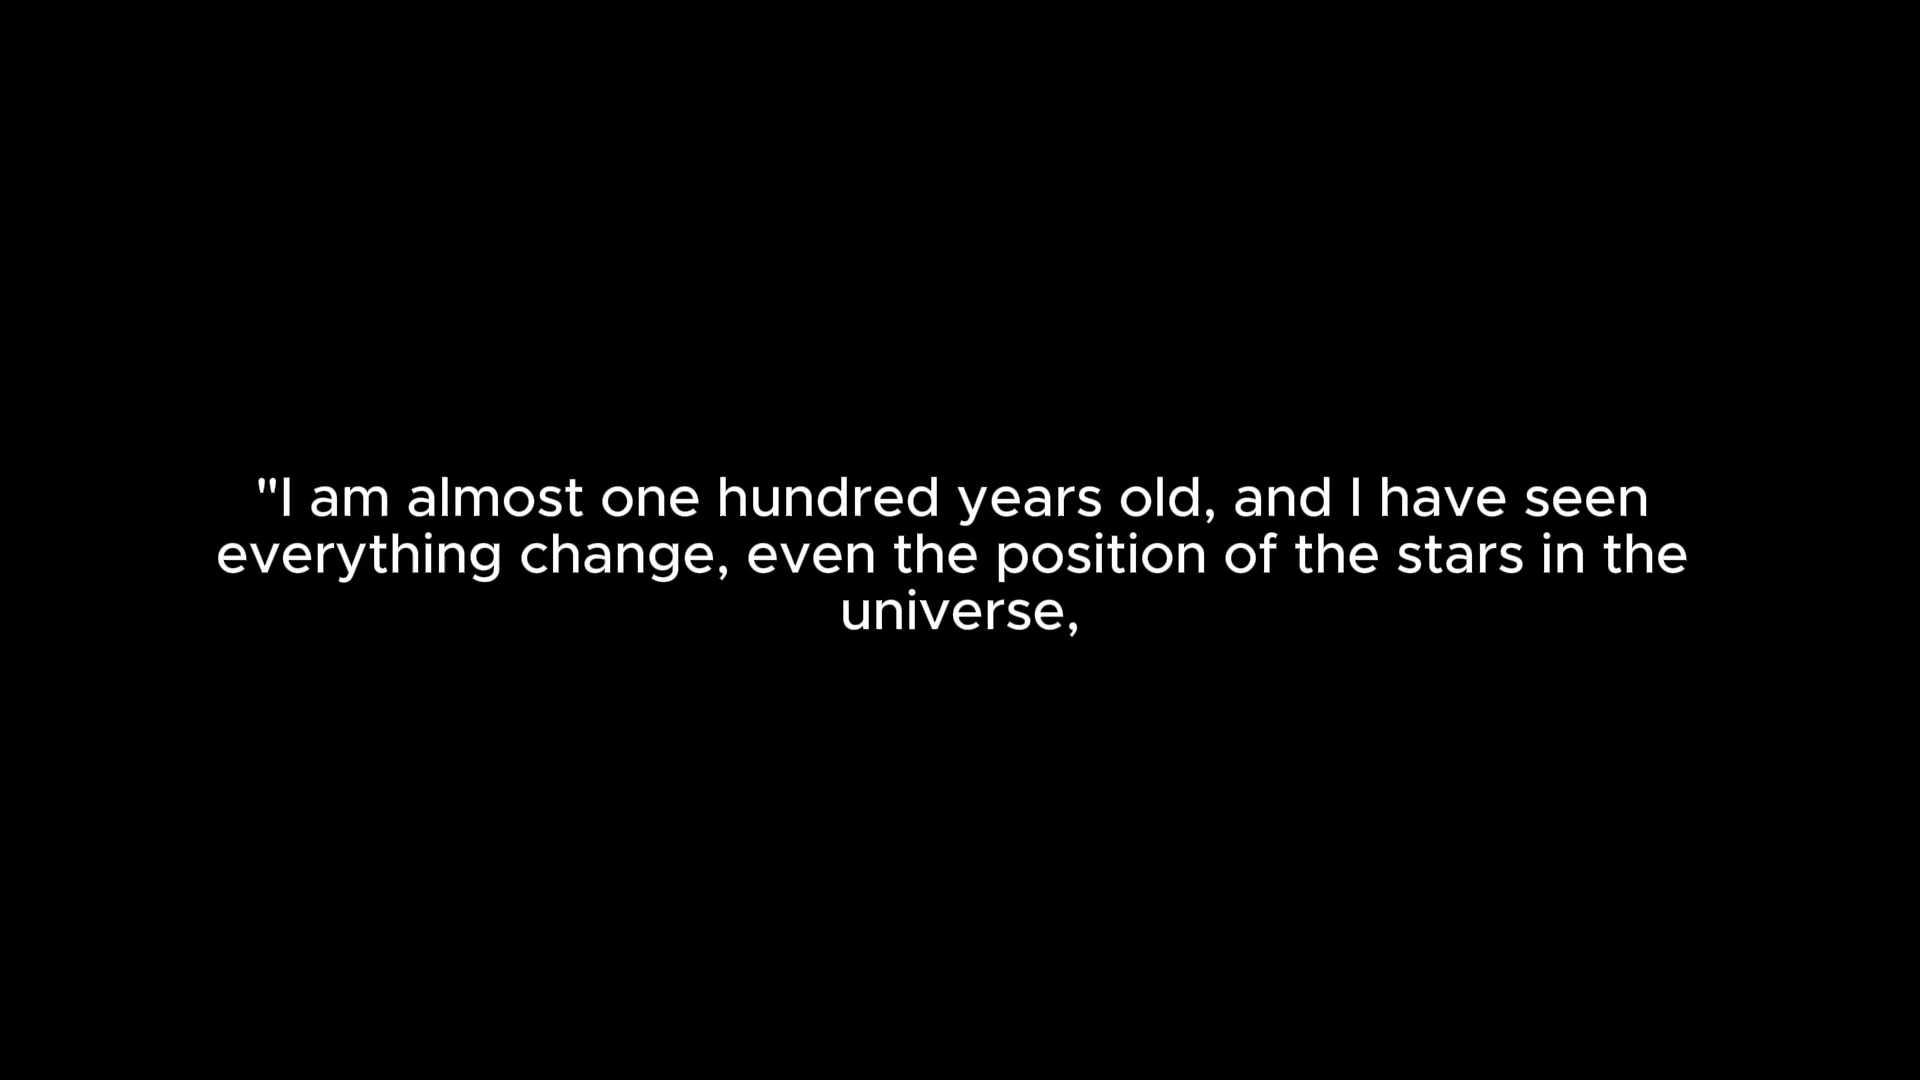 "I am almost one hundred years old, and I have seen
everything change, even the position of the stars in the
universe,